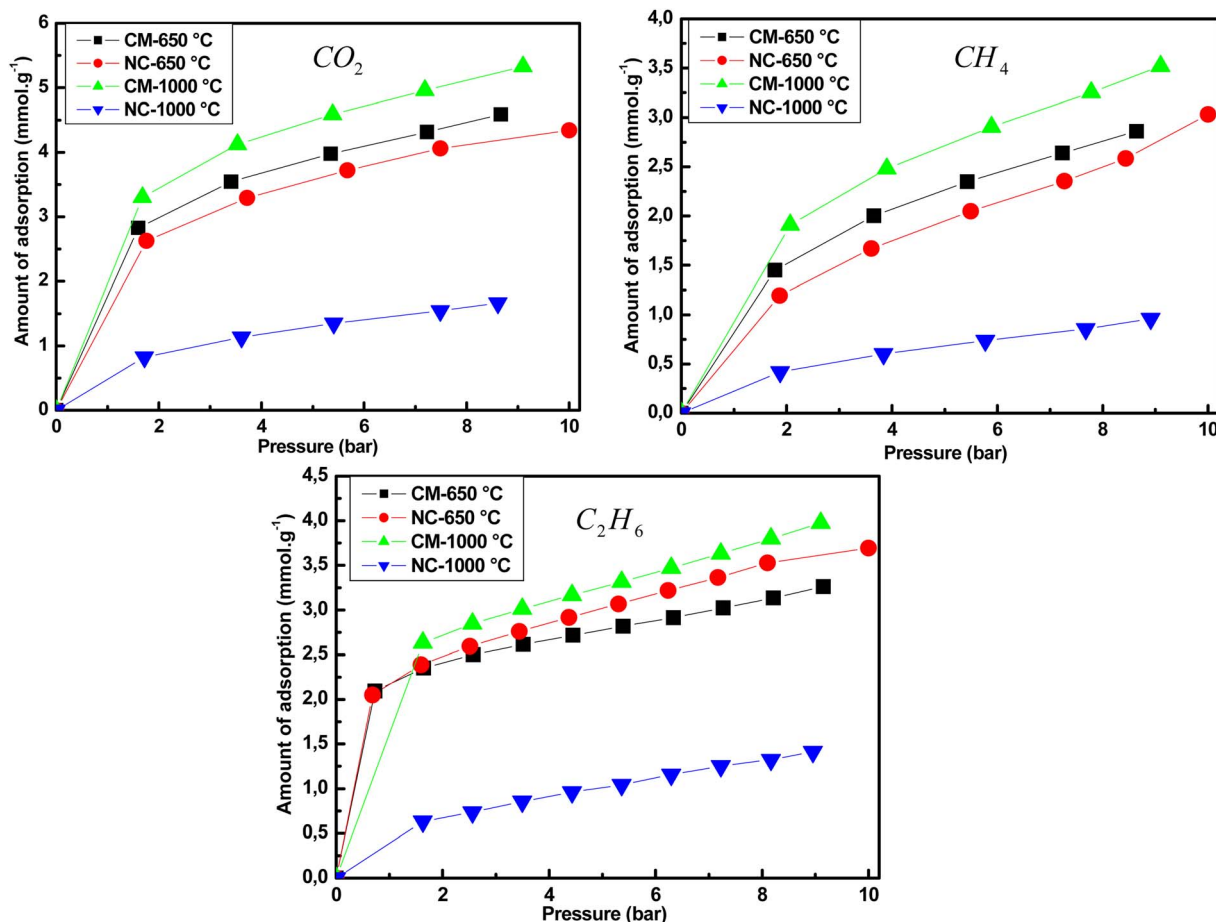 CM-650 °C
NC-650 °C
CM-1000 °C
NC-1000 °C
CO2
Amount of adsorption (mmol.g-1)
6
5
4
3
2
1
0
0 2 4 6 8 10
Pressure (bar)
CM-650 °C
NC-650 °C
CM-1000 °C
NC-1000 °C
CH4
Amount of adsorption (mmol.g-1)
4,0
3,5
3,0
2,5
2,0
1,5
1,0
0,5
0,0
0 2 4 6 8 10
Pressure (bar)
CM-650 °C
NC-650 °C
CM-1000 °C
NC-1000 °C
C2H6
Amount of adsorption (mmol.g-1)
4,5
4,0
3,5
3,0
2,5
2,0
1,5
1,0
0,5
0,0
0 2 4 6 8 10
Pressure (bar)